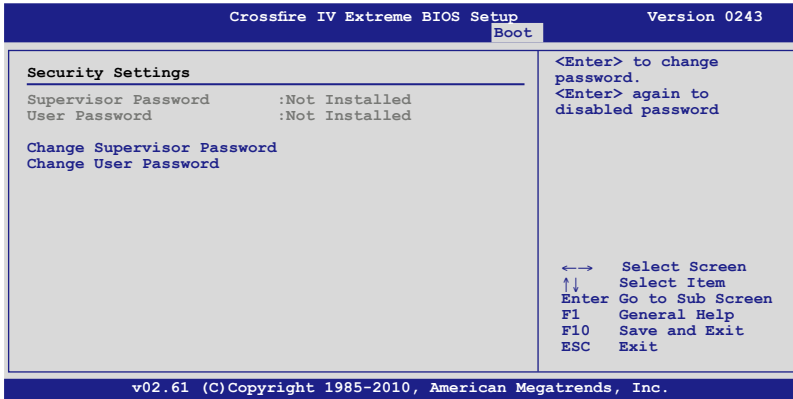 Crossfire IV Extreme BIOS Setup Version 0243
Boot
Security Settings
Supervisor Password :Not Installed
User Password :Not Installed
Change Supervisor Password
Change User Password
<Enter> to change
password.
<Enter> again to
disabled password
←→ Select Screen
↑↓ Select Item
Enter Go to Sub Screen
F1 General Help
F10 Save and Exit
ESC Exit
v02.61 (C)Copyright 1985-2010, American Megatrends, Inc.